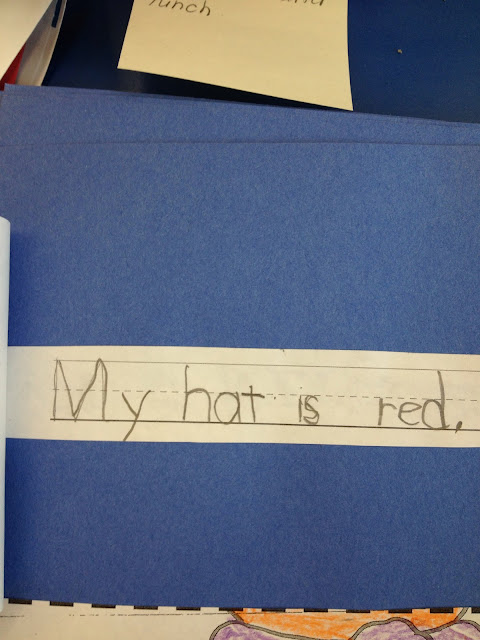 lunch
My hat is red.